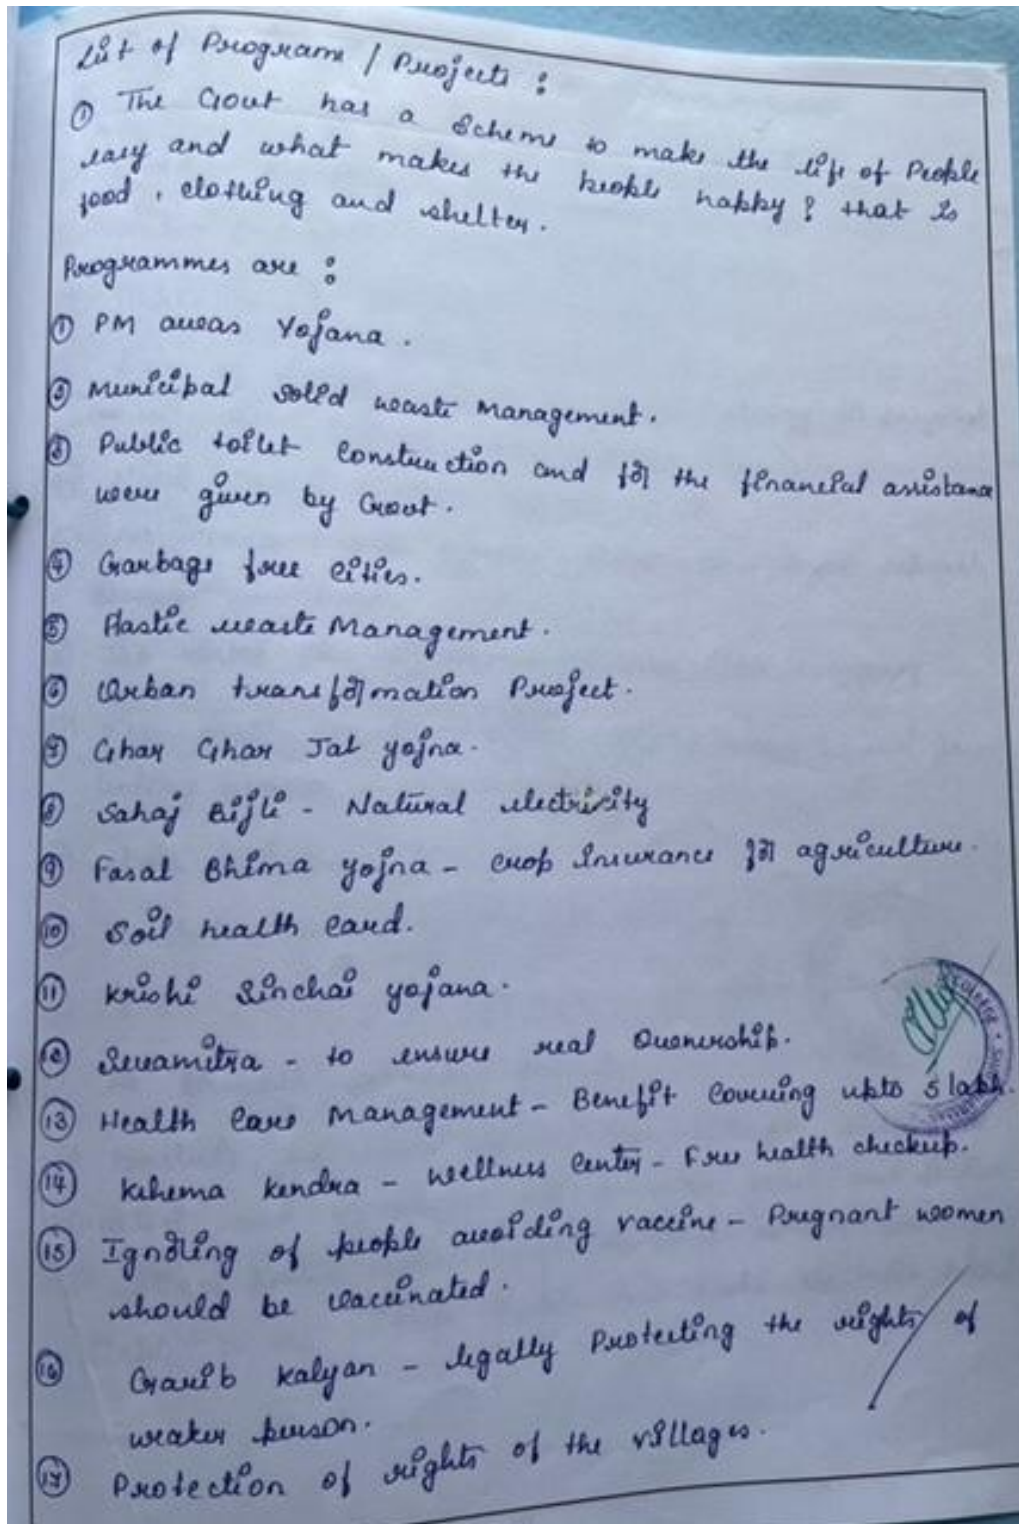 List of Program / Projects :
① The Govt has a Scheme to make the life of People
easy and what makes the people happy ? that is
food , clothing and shelter.
Programmes are :
① PM awas Yojana .
② Municipal solid waste Management .
③ Public toilet Construction and for the financial assistance
were given by Govt .
④ Garbage free cities .
⑤ Plastic waste Management .
⑥ Urban transformation Project .
⑦ Ghar Ghar Jal yojna .
⑧ Sahaj Bijli - Natural electricity
⑨ Fasal Bhima yojna - crop Insurance for agriculture .
⑩ Soil health Card .
⑪ Krishi Sinchai yojana .
⑫ Swamitra - to ensure real Ownership .
⑬ Health Care Management - Benefit Covering upto 5 lakh .
⑭ Kshema Kendra - Wellness Center - Free health checkup .
⑮ Ignoring of people avoiding vaccine - Pregnant women
should be vaccinated .
⑯ Garib Kalyan - legally Protecting the rights of
weaker person .
⑰ Protection of rights of the villages .